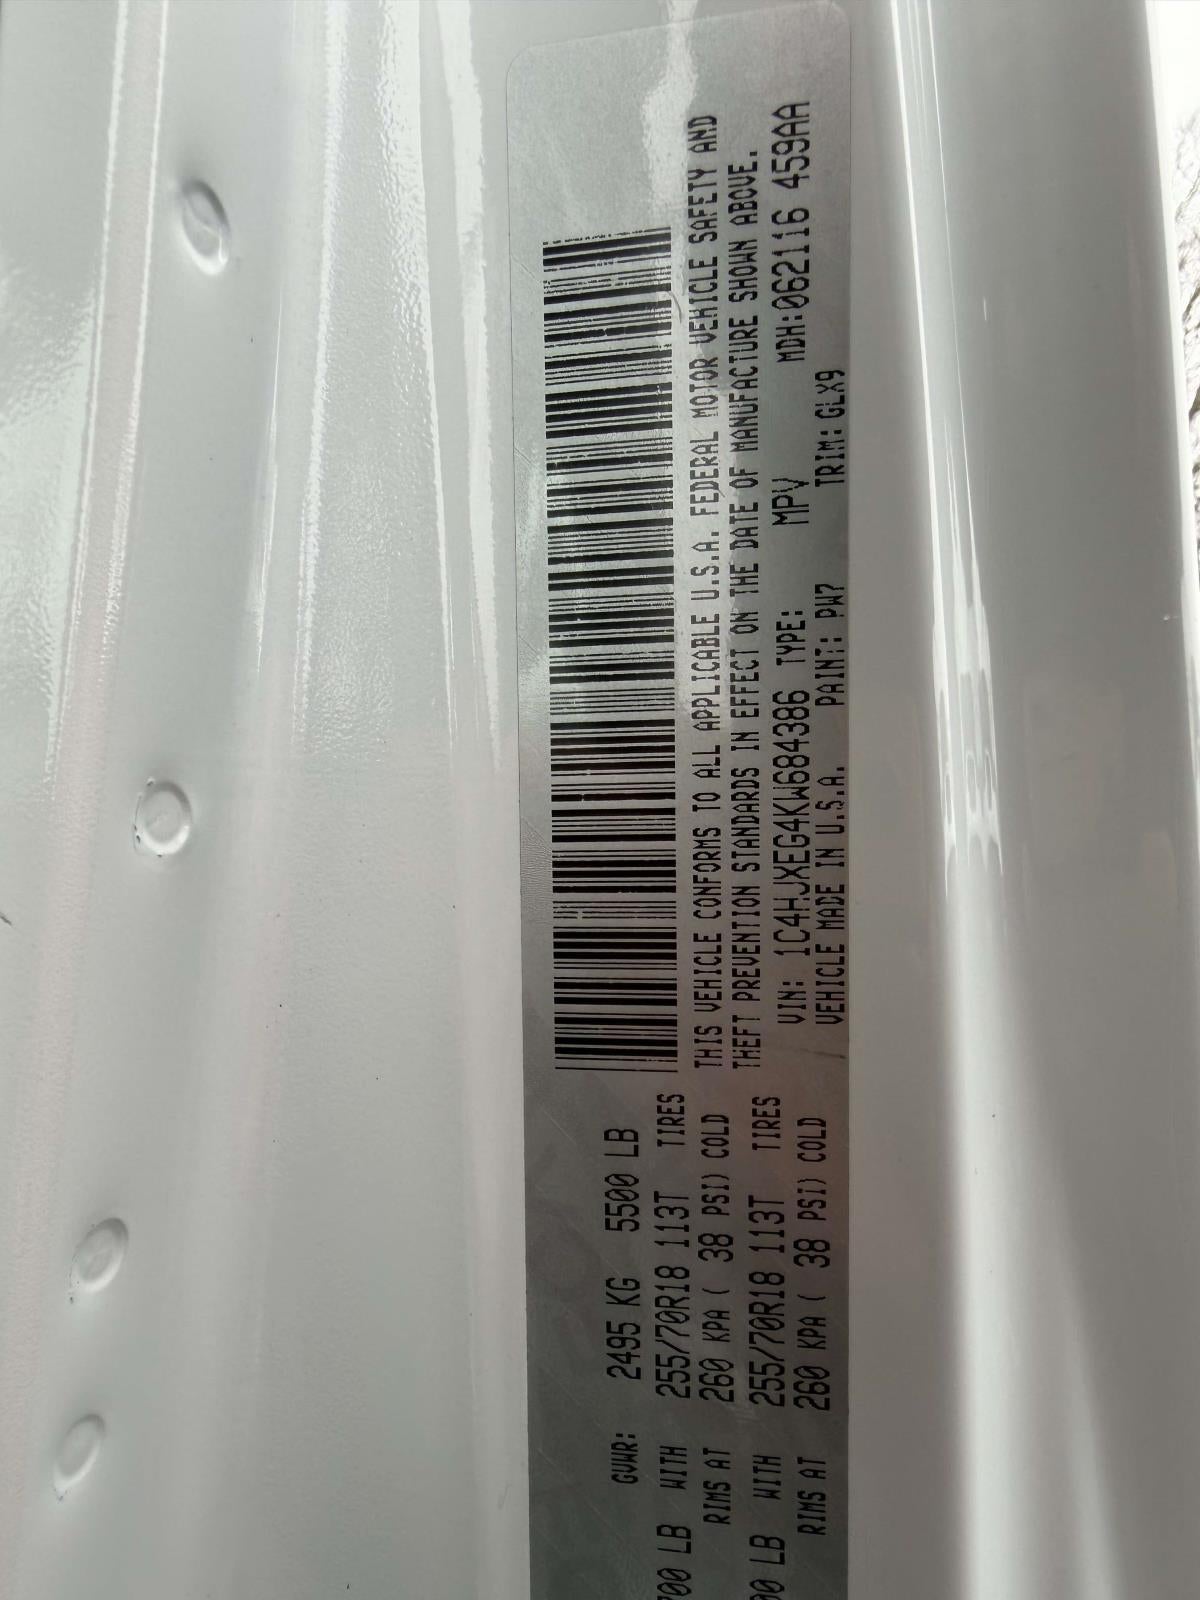 GVWR: 2495 KG 5500 LB
00 LB WITH 255/70R18 113T TIRES
RIMS AT 260 KPA ( 38 PSI) COLD
00 LB WITH 255/70R18 113T TIRES
RIMS AT 260 KPA ( 38 PSI) COLD
THIS VEHICLE CONFORMS TO ALL APPLICABLE U.S.A. FEDERAL MOTOR VEHICLE SAFETY AND
THEFT PREVENTION STANDARDS IN EFFECT ON THE DATE OF MANUFACTURE SHOWN ABOVE.
VIN: 1C4HJXEG4KW684386 TYPE: MPV MDH:062116 459AA
VEHICLE MADE IN U.S.A. PAINT: PW7 TRIM: GLX9